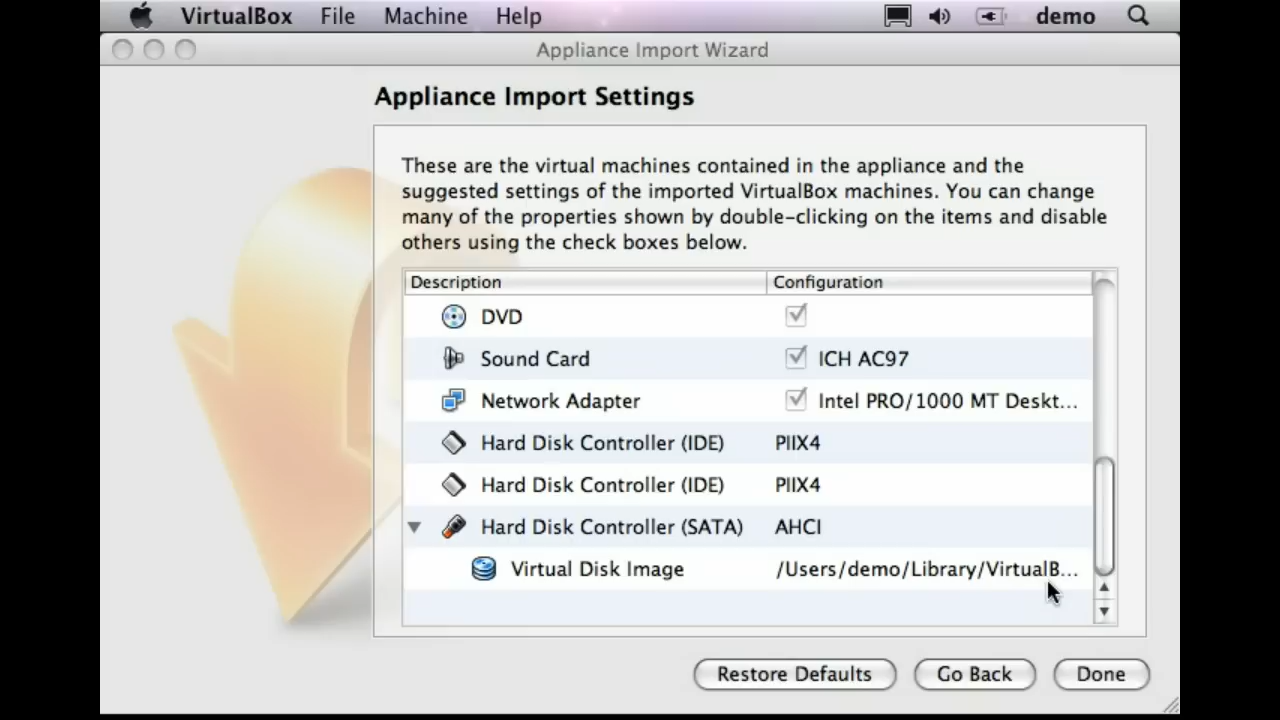 VirtualBox File Machine Help demo
Appliance Import Wizard
Appliance Import Settings
These are the virtual machines contained in the appliance and the
suggested settings of the imported VirtualBox machines. You can change
many of the properties shown by double-clicking on the items and disable
others using the check boxes below.
Description Configuration
DVD
Sound Card ICH AC97
Network Adapter Intel PRO/1000 MT Deskt...
Hard Disk Controller (IDE) PIIX4
Hard Disk Controller (IDE) PIIX4
Hard Disk Controller (SATA) AHCI
Virtual Disk Image /Users/demo/Library/VirtualB...
Restore Defaults Go Back Done